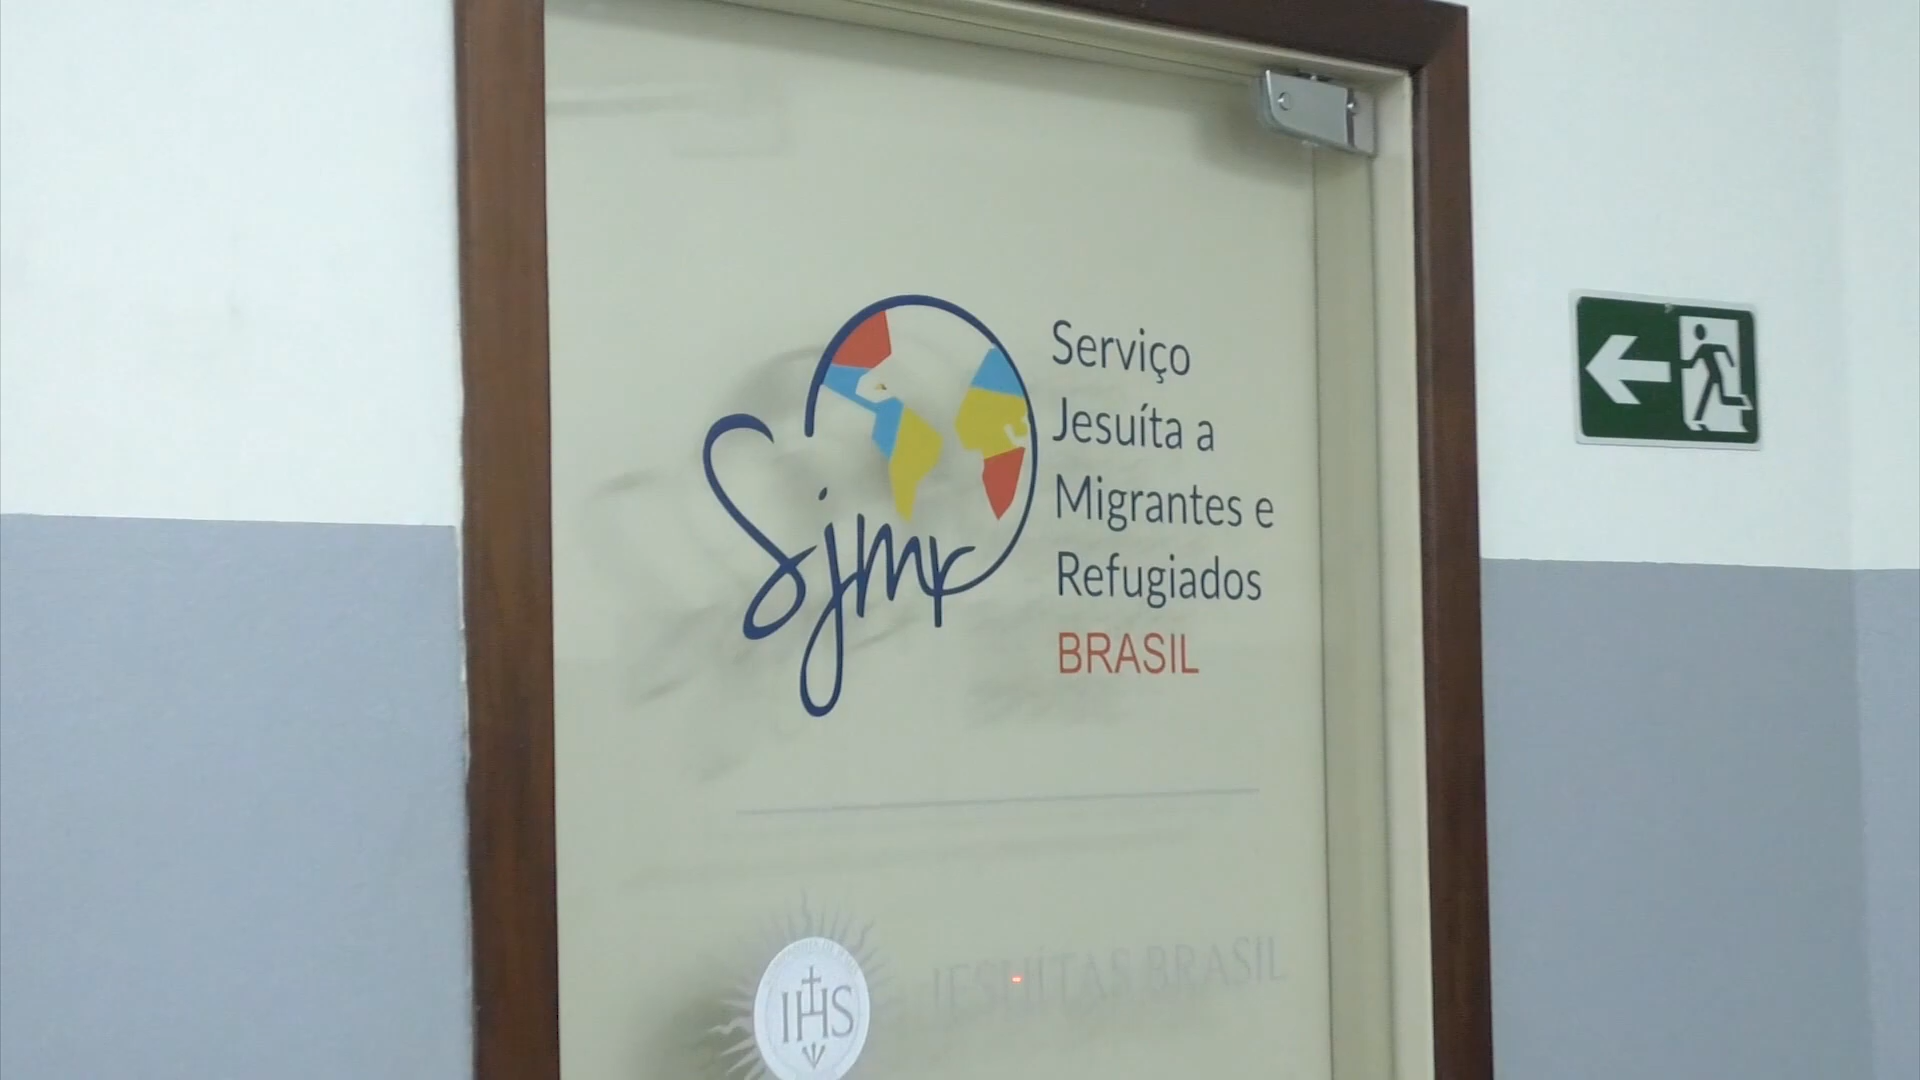 Serviço
Jesuíta a
Migrantes e
Refugiados
BRASIL
Sjmr
IHS
JESUÍTAS BRASIL